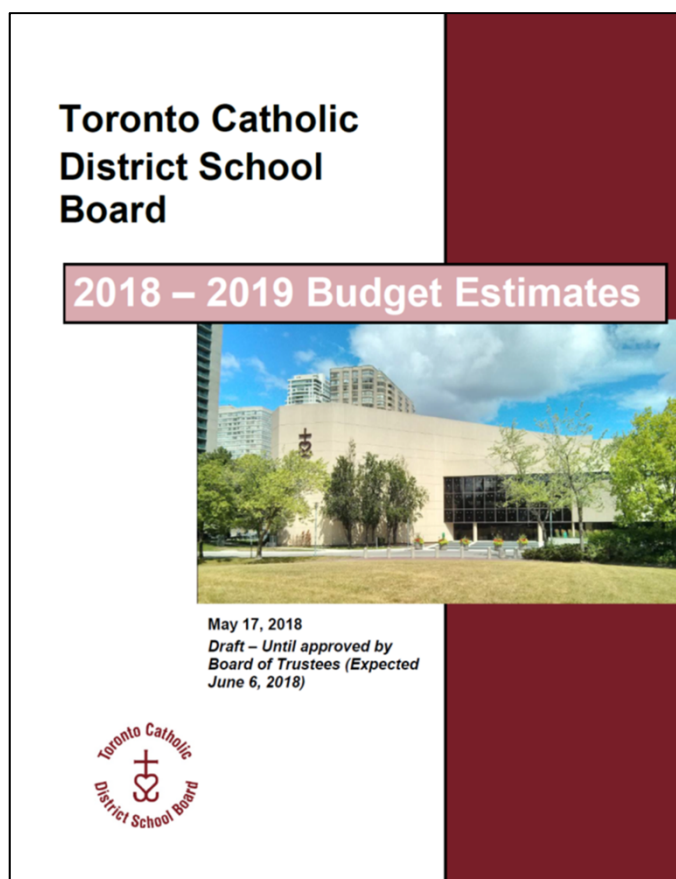 Toronto Catholic
District School
Board
2018 – 2019 Budget Estimates
May 17, 2018
Draft – Until approved by
Board of Trustees (Expected
June 6, 2018)
Toronto Catholic
District School Board